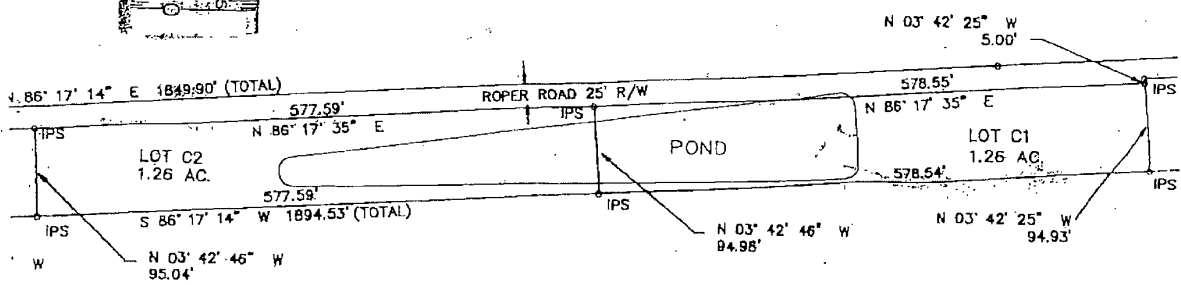 N 03° 42' 25" W
5.00'
N. 86° 17' 14" E 1849.90' (TOTAL)
577.59'
ROPER ROAD 25' R/W
578.55'
IPS
IPS
IPS
N 86° 17' 35" E
N 86° 17' 35" E
LOT C2
1.26 AC.
POND
LOT C1
1.26 AC.
577.59'
578.54'
IPS
IPS
IPS
S 86° 17' 14" W 1894.53' (TOTAL)
N 03° 42' 46" W
95.04'
N 03° 42' 46" W
94.98'
N 03° 42' 25" W
94.93'
W